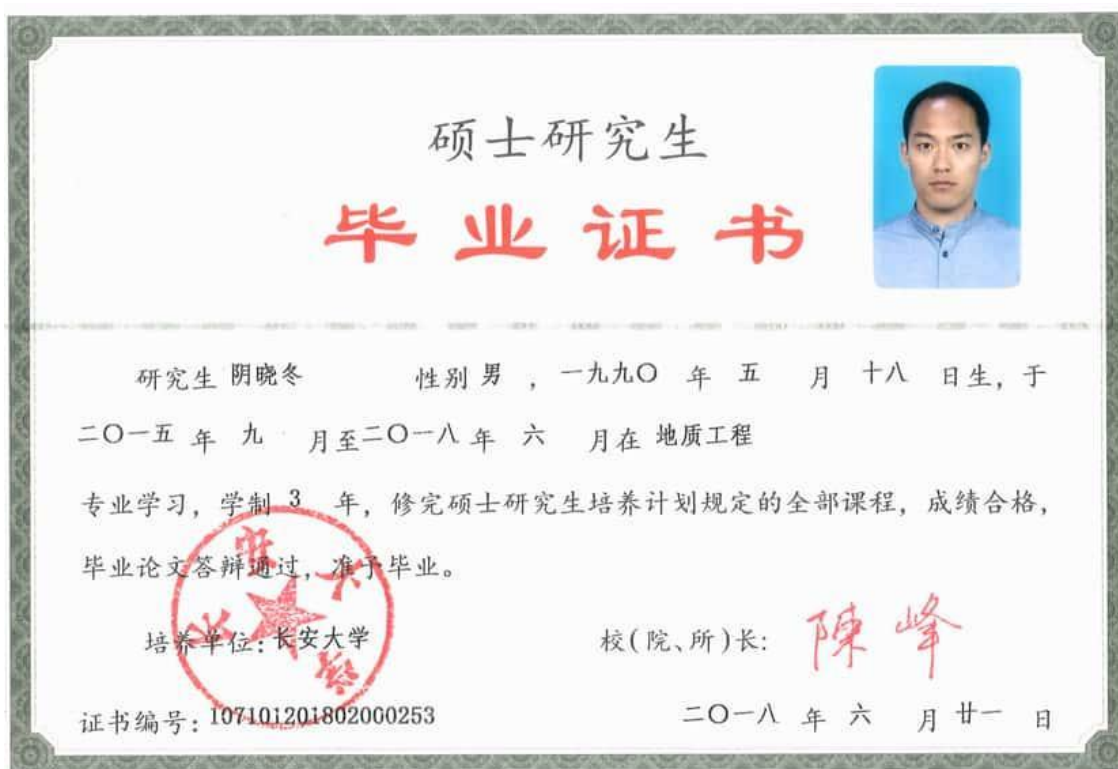 硕士研究生
毕业证书
研究生 阴晓冬 性别 男 ，一九九〇 年 五 月 十八 日生，于
二〇一五 年 九 月至二〇一八 年 六 月在 地质工程
专业学习，学制 3 年，修完硕士研究生培养计划规定的全部课程，成绩合格，
毕业论文答辩通过，准予毕业。
长安大学
培养单位：长安大学 校(院、所)长： 陳峰
证书编号：107101201802000253 二〇一八 年 六 月 廿一 日